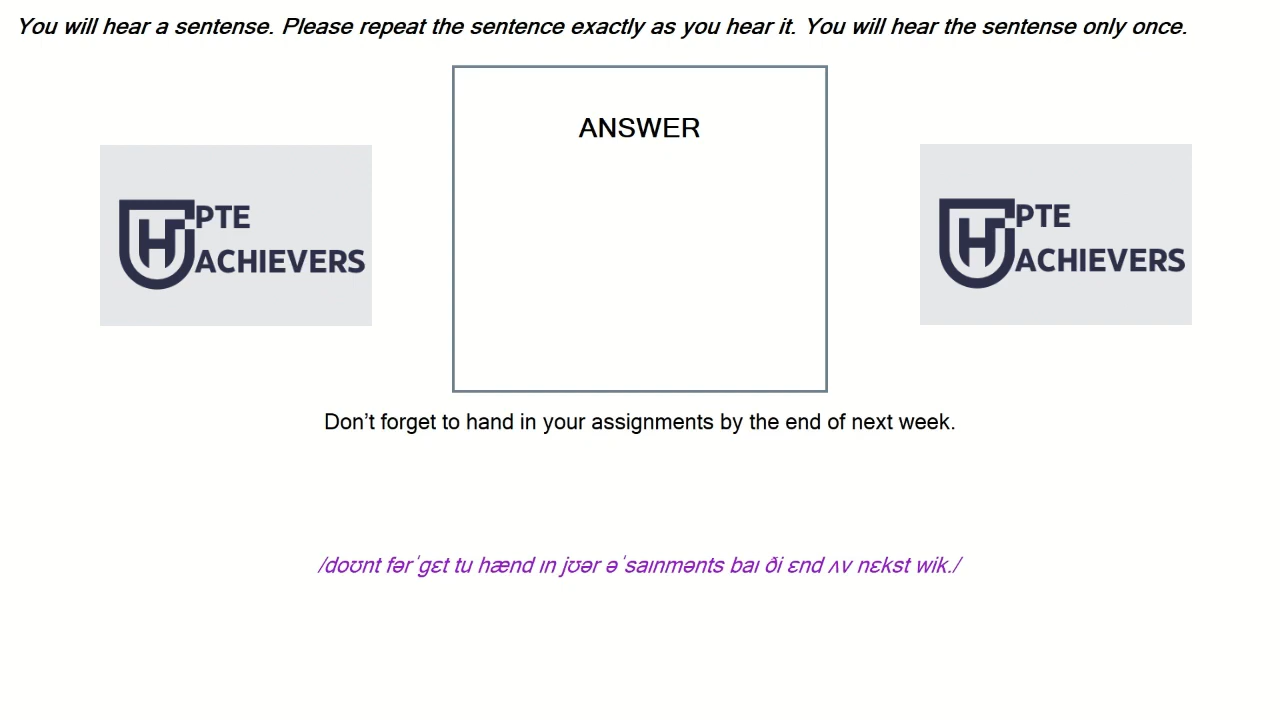 You will hear a sentense. Please repeat the sentence exactly as you hear it. You will hear the sentense only once.
ANSWER
PTE
ACHIEVERS
PTE
ACHIEVERS
Don’t forget to hand in your assignments by the end of next week.
/doʊnt fərˈgɛt tu hænd ɪn jʊər əˈsaɪnmənts baɪ ði ɛnd ʌv nɛkst wik./